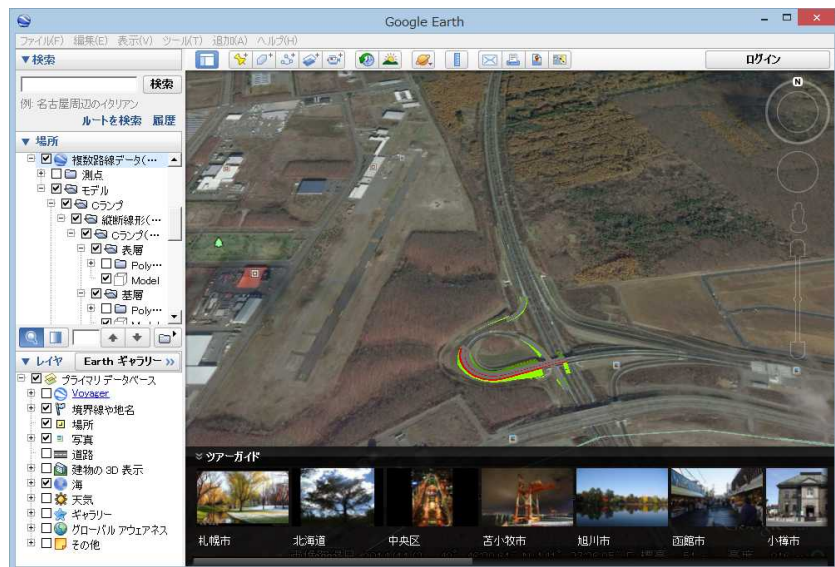 Google Earth
ファイル(F) 編集(E) 表示(V) ツール(T) 追加(A) ヘルプ(H)
▼検索
検索
例: 名古屋周辺のイタリアン
ルートを検索 履歴
ログイン
N
▼ 場所
複数路線データ(…
測点
モデル
Cランプ
縦断線形(…
Cランプ(…
表層
Poly…
Model
基層
Poly…
▼ レイヤ
Earth ギャラリー »
プライマリ データベース
Voyager
境界線や地名
場所
写真
道路
建物の 3D 表示
海
天気
ギャラリー
グローバル アウェアネス
その他
ツアーガイド
札幌市
北海道
中央区
苫小牧市
旭川市
函館市
小樽市